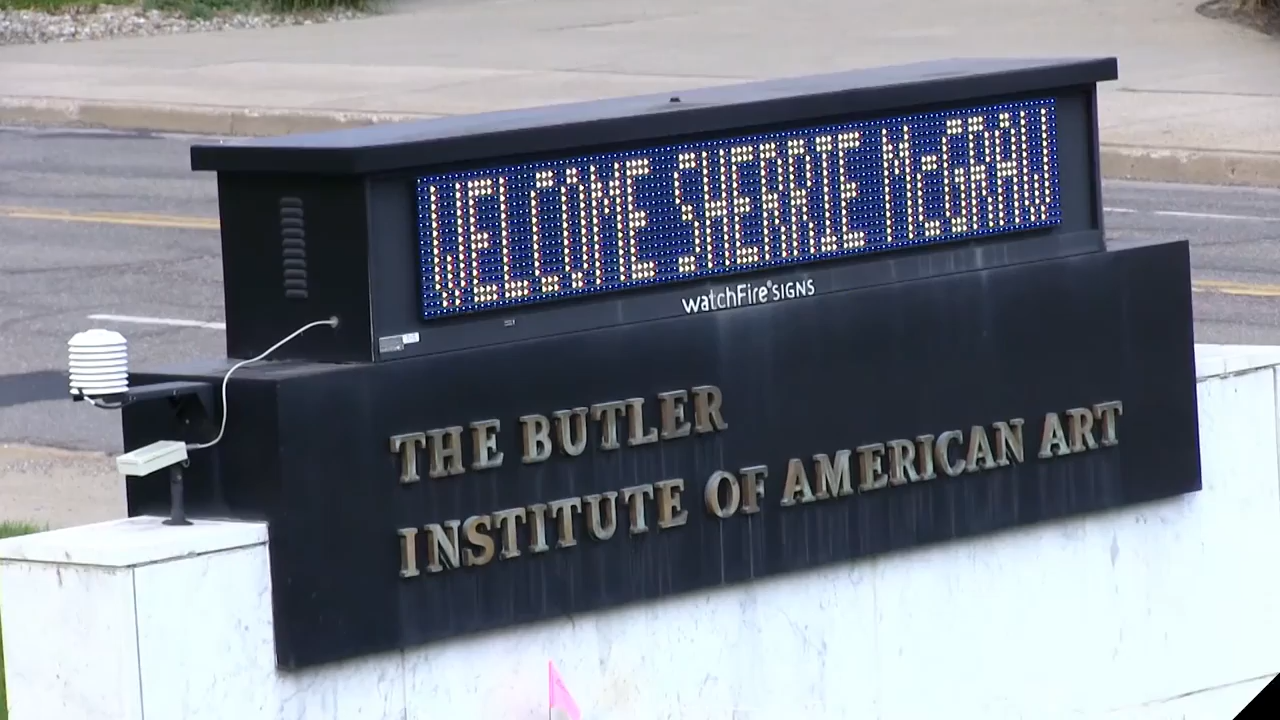 WELCOME SHERRIE McGRAW
watchFire SIGNS
THE BUTLER
INSTITUTE OF AMERICAN ART